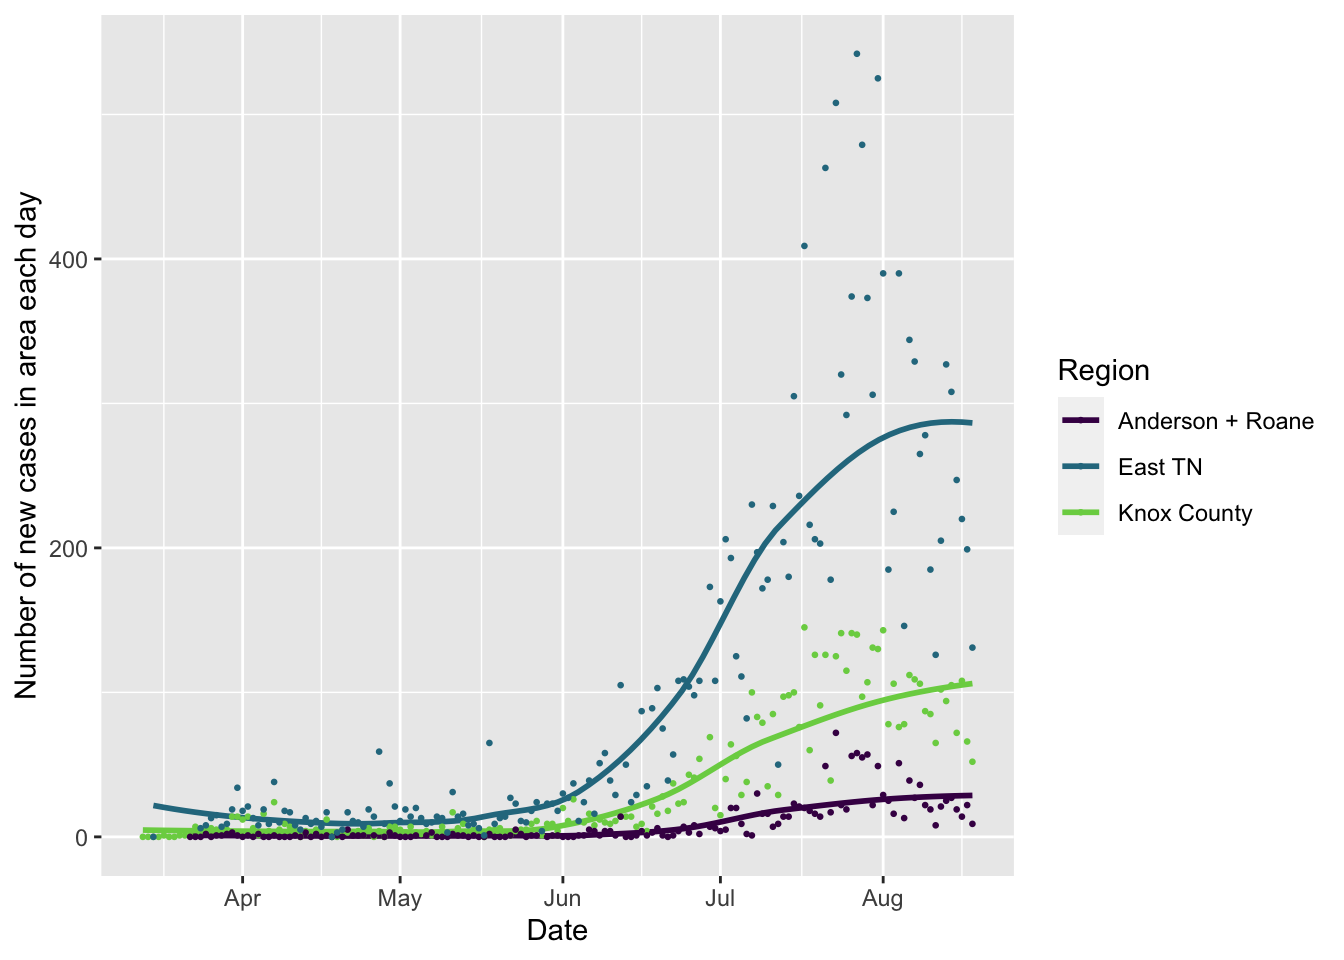 Number of new cases in area each day
400
200
0
Apr
May
Jun
Jul
Aug
Date
Region
Anderson + Roane
East TN
Knox County